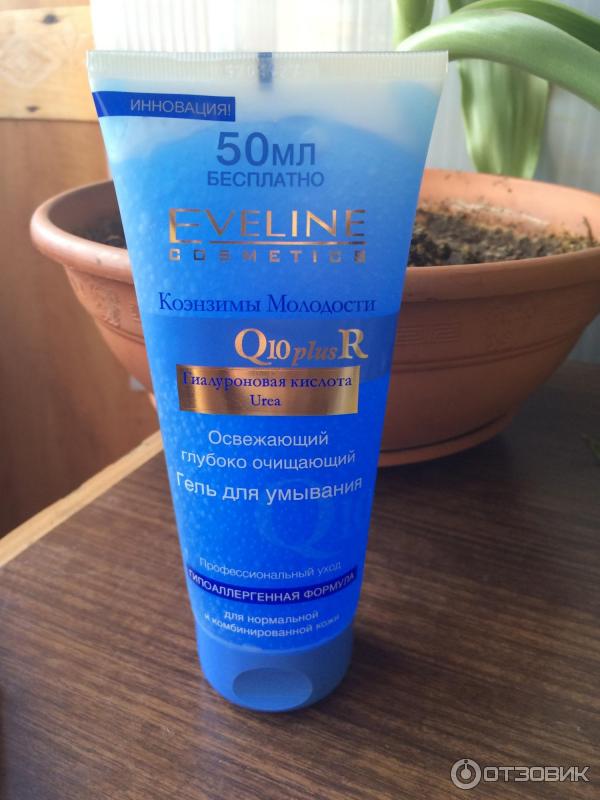 ИННОВАЦИЯ!
50МЛ
БЕСПЛАТНО
EVELINE
COSMETICS
Коэнзимы Молодости
Q10 plus R
Гиалуроновая кислота
Urea
Освежающий
глубоко очищающий
Гель для умывания
Q10
Профессиональный уход
ГИПОАЛЛЕРГЕННАЯ ФОРМУЛА
для нормальной
и комбинированной кожи
ОТЗОВИК